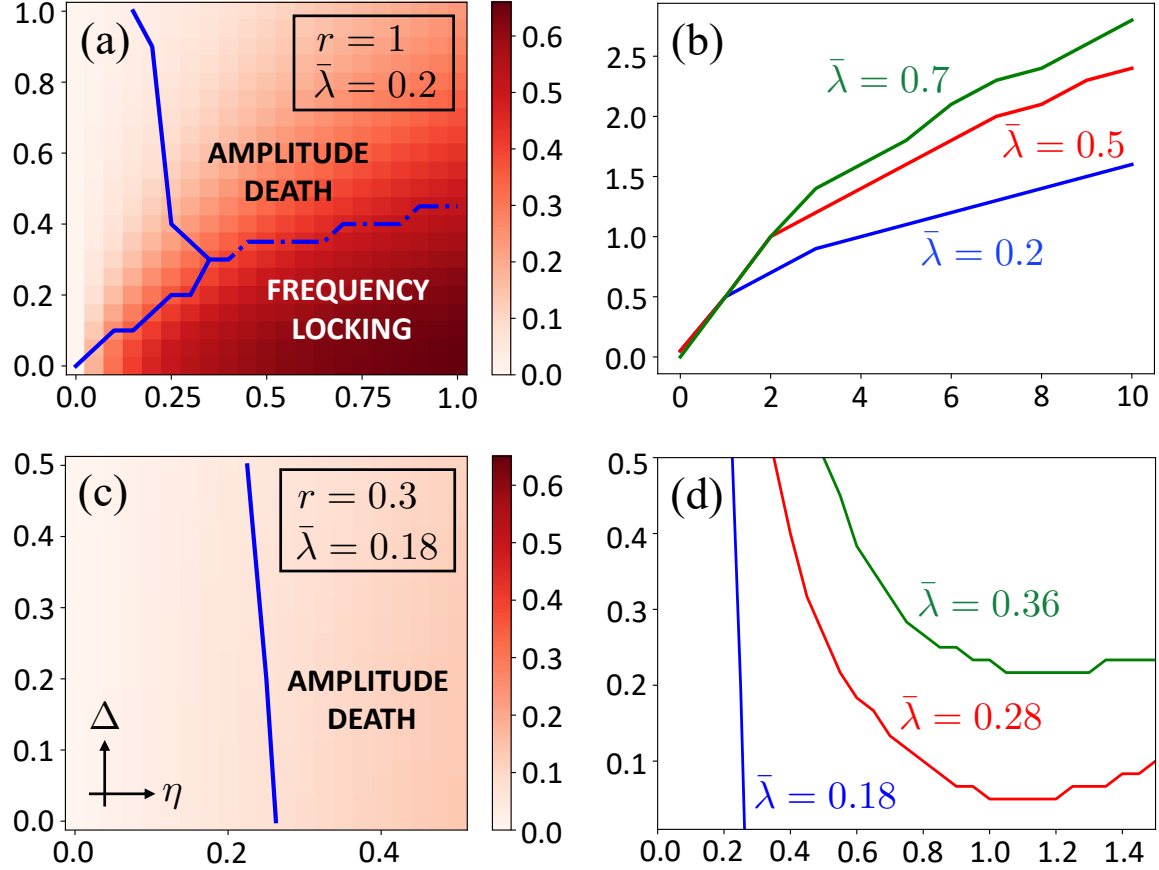 (a)
r = 1
λ̄ = 0.2
AMPLITUDE
DEATH
FREQUENCY
LOCKING
1.0
0.8
0.6
0.4
0.2
0.0
0.0 0.25 0.5 0.75 1.0
0.6
0.5
0.4
0.3
0.2
0.1
0.0
(b)
λ̄ = 0.7
λ̄ = 0.5
λ̄ = 0.2
2.5
2.0
1.5
1.0
0.5
0.0
0 2 4 6 8 10
(c)
r = 0.3
λ̄ = 0.18
AMPLITUDE
DEATH
Δ
η
0.5
0.4
0.3
0.2
0.1
0.0
0.0 0.2 0.4
0.6
0.5
0.4
0.3
0.2
0.1
0.0
(d)
λ̄ = 0.36
λ̄ = 0.28
λ̄ = 0.18
0.5
0.4
0.3
0.2
0.1
0.0 0.2 0.4 0.6 0.8 1.0 1.2 1.4